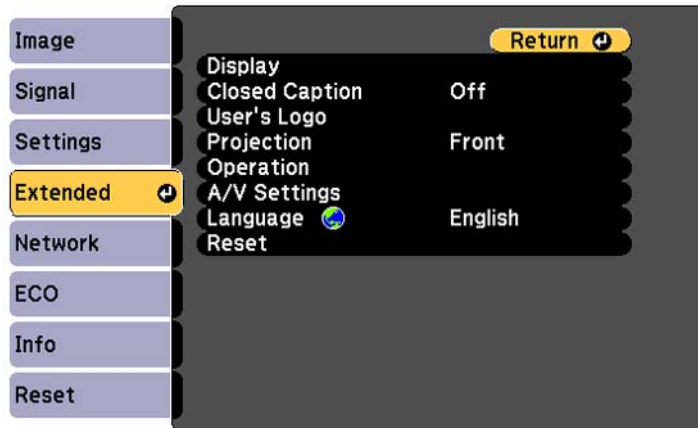 Image
Signal
Settings
Extended
Network
ECO
Info
Reset
Return
Display
Closed Caption Off
User's Logo
Projection Front
Operation
A/V Settings
Language English
Reset